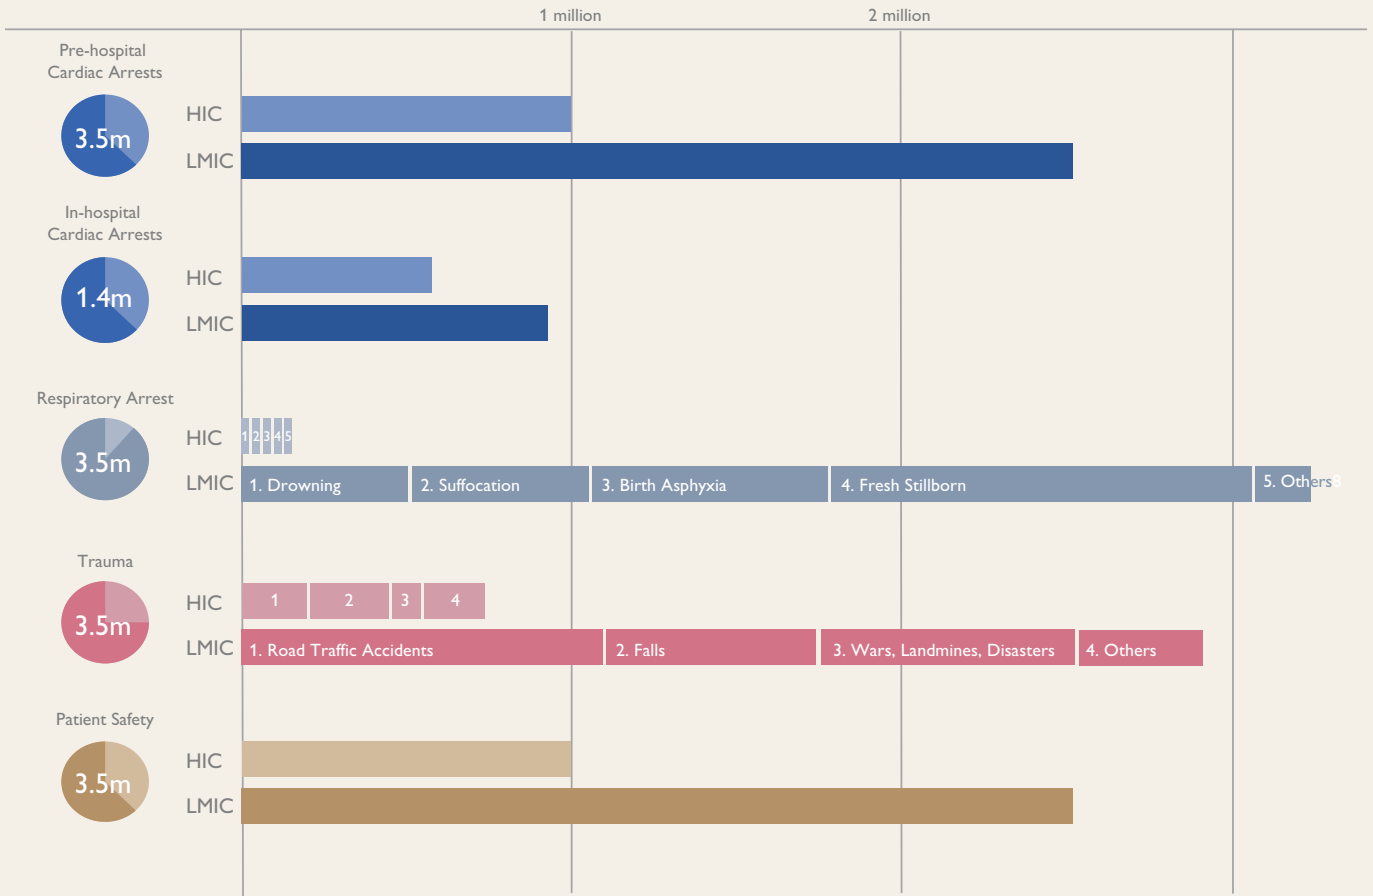 1 million
2 million
Pre-hospital
Cardiac Arrests
3.5m
HIC
LMIC
In-hospital
Cardiac Arrests
1.4m
HIC
LMIC
Respiratory Arrest
3.5m
HIC
1 2 3 4 5
LMIC
1. Drowning
2. Suffocation
3. Birth Asphyxia
4. Fresh Stillborn
5. Others8
Trauma
3.5m
HIC
1 2 3 4
LMIC
1. Road Traffic Accidents
2. Falls
3. Wars, Landmines, Disasters
4. Others
Patient Safety
3.5m
HIC
LMIC